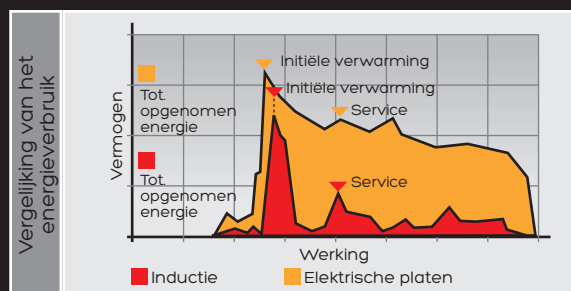 Vergelijking van het
energieverbruik
Vermogen
Tot.
opgenomen
energie
Tot.
opgenomen
energie
Initiële verwarming
Initiële verwarming
Service
Service
Werking
Inductie
Elektrische platen